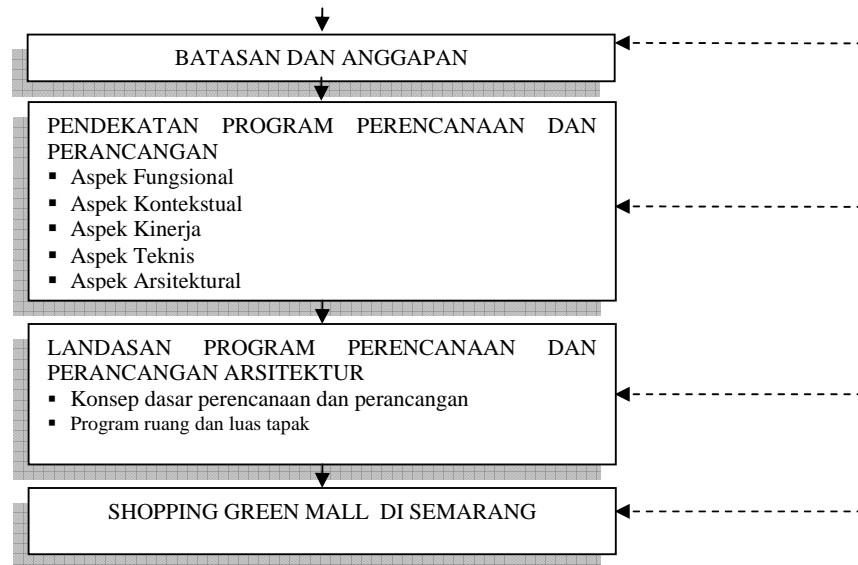 BATASAN DAN ANGGAPAN
PENDEKATAN PROGRAM PERENCANAAN DAN
PERANCANGAN
▪ Aspek Fungsional
▪ Aspek Kontekstual
▪ Aspek Kinerja
▪ Aspek Teknis
▪ Aspek Arsitektural
LANDASAN PROGRAM PERENCANAAN DAN
PERANCANGAN ARSITEKTUR
▪ Konsep dasar perencanaan dan perancangan
▪ Program ruang dan luas tapak
SHOPPING GREEN MALL DI SEMARANG